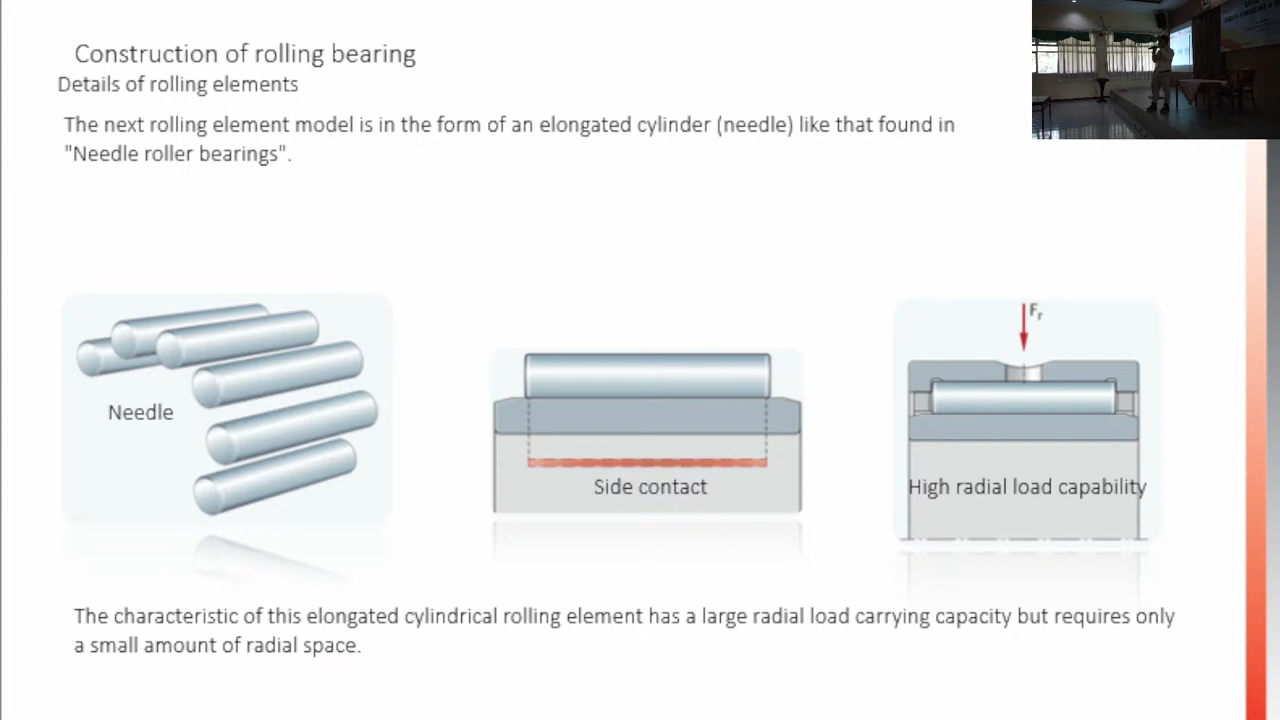 Construction of rolling bearing
Details of rolling elements
The next rolling element model is in the form of an elongated cylinder (needle) like that found in
"Needle roller bearings".
Needle
Side contact
Fr
High radial load capability
The characteristic of this elongated cylindrical rolling element has a large radial load carrying capacity but requires only
a small amount of radial space.